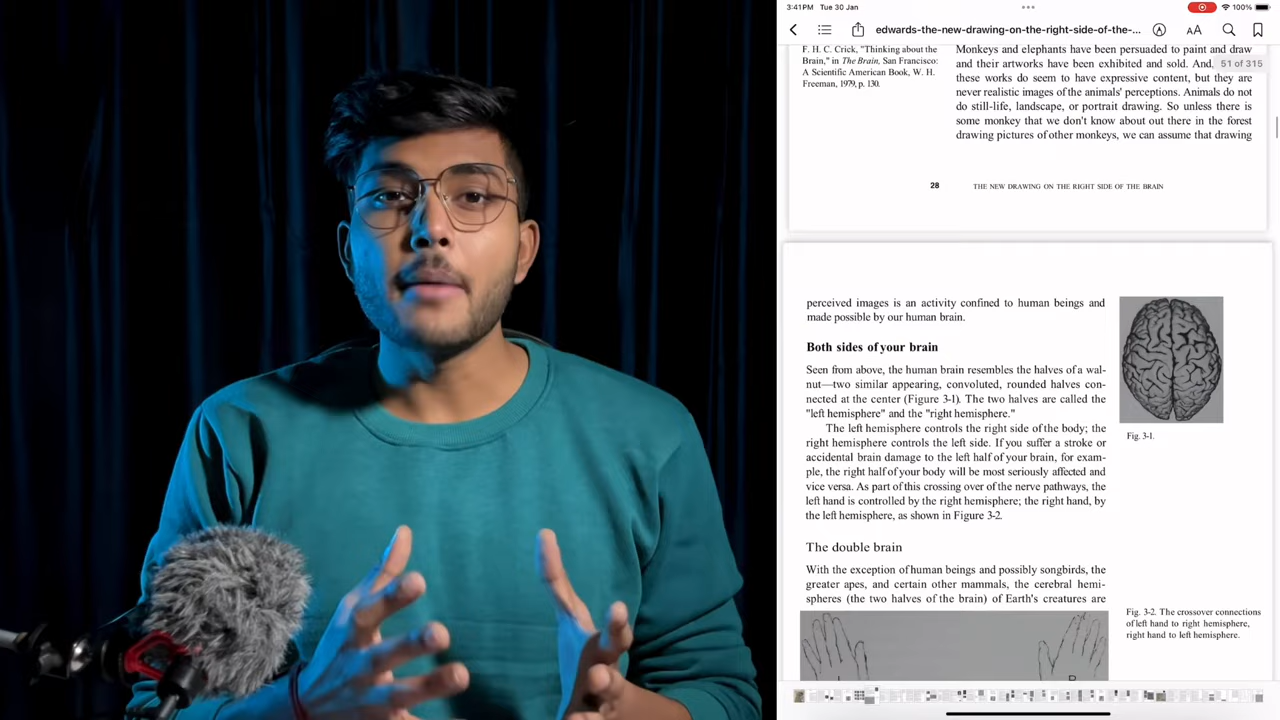 3:41PM Tue 30 Jan
100%
edwards-the-new-drawing-on-the-right-side-of-the-...
AA
51 of 315
F. H. C. Crick, "Thinking about the
Brain," in The Brain, San Francisco:
A Scientific American Book, W. H.
Freeman, 1979, p. 130.
Monkeys and elephants have been persuaded to paint and draw
and their artworks have been exhibited and sold. And,
these works do seem to have expressive content, but they are
never realistic images of the animals' perceptions. Animals do not
do still-life, landscape, or portrait drawing. So unless there is
some monkey that we don't know about out there in the forest
drawing pictures of other monkeys, we can assume that drawing
28 THE NEW DRAWING ON THE RIGHT SIDE OF THE BRAIN
perceived images is an activity confined to human beings and
made possible by our human brain.
Both sides of your brain
Seen from above, the human brain resembles the halves of a wal-
nut—two similar appearing, convoluted, rounded halves con-
nected at the center (Figure 3-1). The two halves are called the
"left hemisphere" and the "right hemisphere."
The left hemisphere controls the right side of the body; the
right hemisphere controls the left side. If you suffer a stroke or
accidental brain damage to the left half of your brain, for exam-
ple, the right half of your body will be most seriously affected and
vice versa. As part of this crossing over of the nerve pathways, the
left hand is controlled by the right hemisphere; the right hand, by
the left hemisphere, as shown in Figure 3-2.
Fig. 3-1.
The double brain
With the exception of human beings and possibly songbirds, the
greater apes, and certain other mammals, the cerebral hemi-
spheres (the two halves of the brain) of Earth's creatures are
Fig. 3-2. The crossover connections
of left hand to right hemisphere,
right hand to left hemisphere.